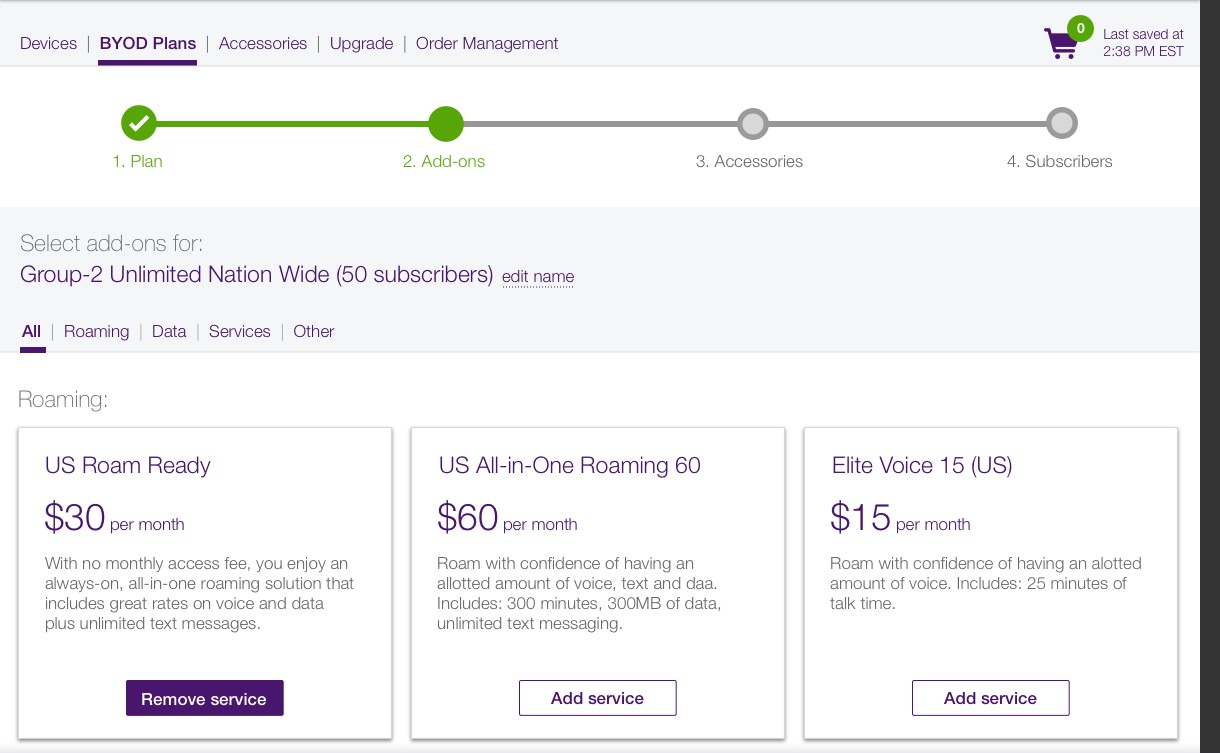 Devices | BYOD Plans | Accessories | Upgrade | Order Management
0
Last saved at
2:38 PM EST
1. Plan
2. Add-ons
3. Accessories
4. Subscribers
Select add-ons for:
Group-2 Unlimited Nation Wide (50 subscribers) edit name
All | Roaming | Data | Services | Other
Roaming:
US Roam Ready
$30 per month
With no monthly access fee, you enjoy an
always-on, all-in-one roaming solution that
includes great rates on voice and data
plus unlimited text messages.
Remove service
US All-in-One Roaming 60
$60 per month
Roam with confidence of having an
allotted amount of voice, text and daa.
Includes: 300 minutes, 300MB of data,
unlimited text messaging.
Add service
Elite Voice 15 (US)
$15 per month
Roam with confidence of having an alotted
amount of voice. Includes: 25 minutes of
talk time.
Add service